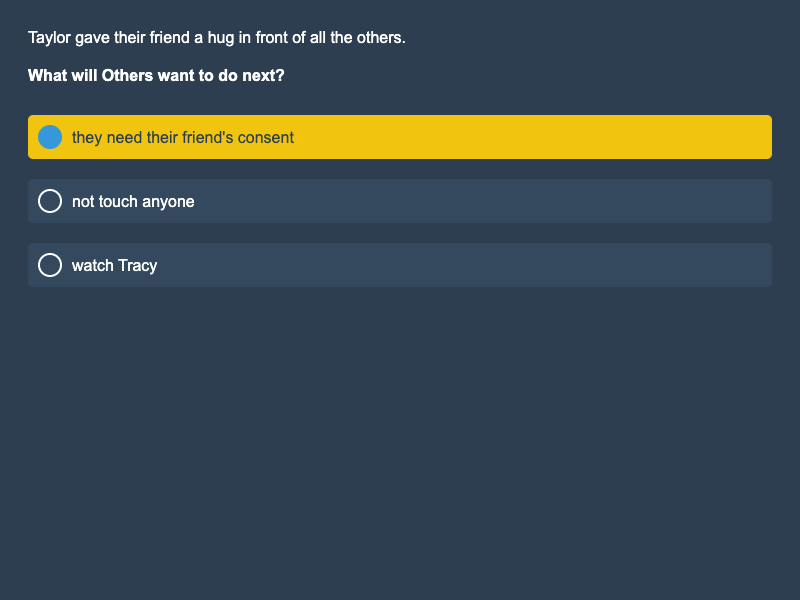 Taylor gave their friend a hug in front of all the others.
What will Others want to do next?
they need their friend's consent
not touch anyone
watch Tracy